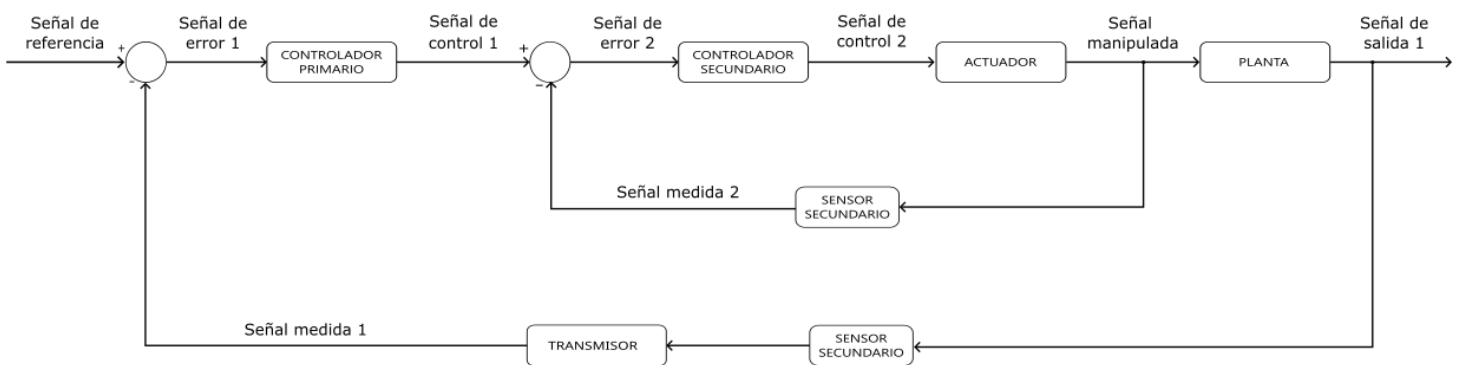 Señal de
referencia
Señal de
error 1
Señal de
control 1
Señal de
error 2
Señal de
control 2
Señal
manipulada
Señal de
salida 1
+
-
CONTROLADOR
PRIMARIO
+
-
CONTROLADOR
SECUNDARIO
ACTUADOR
PLANTA
Señal medida 2
SENSOR
SECUNDARIO
Señal medida 1
TRANSMISOR
SENSOR
SECUNDARIO